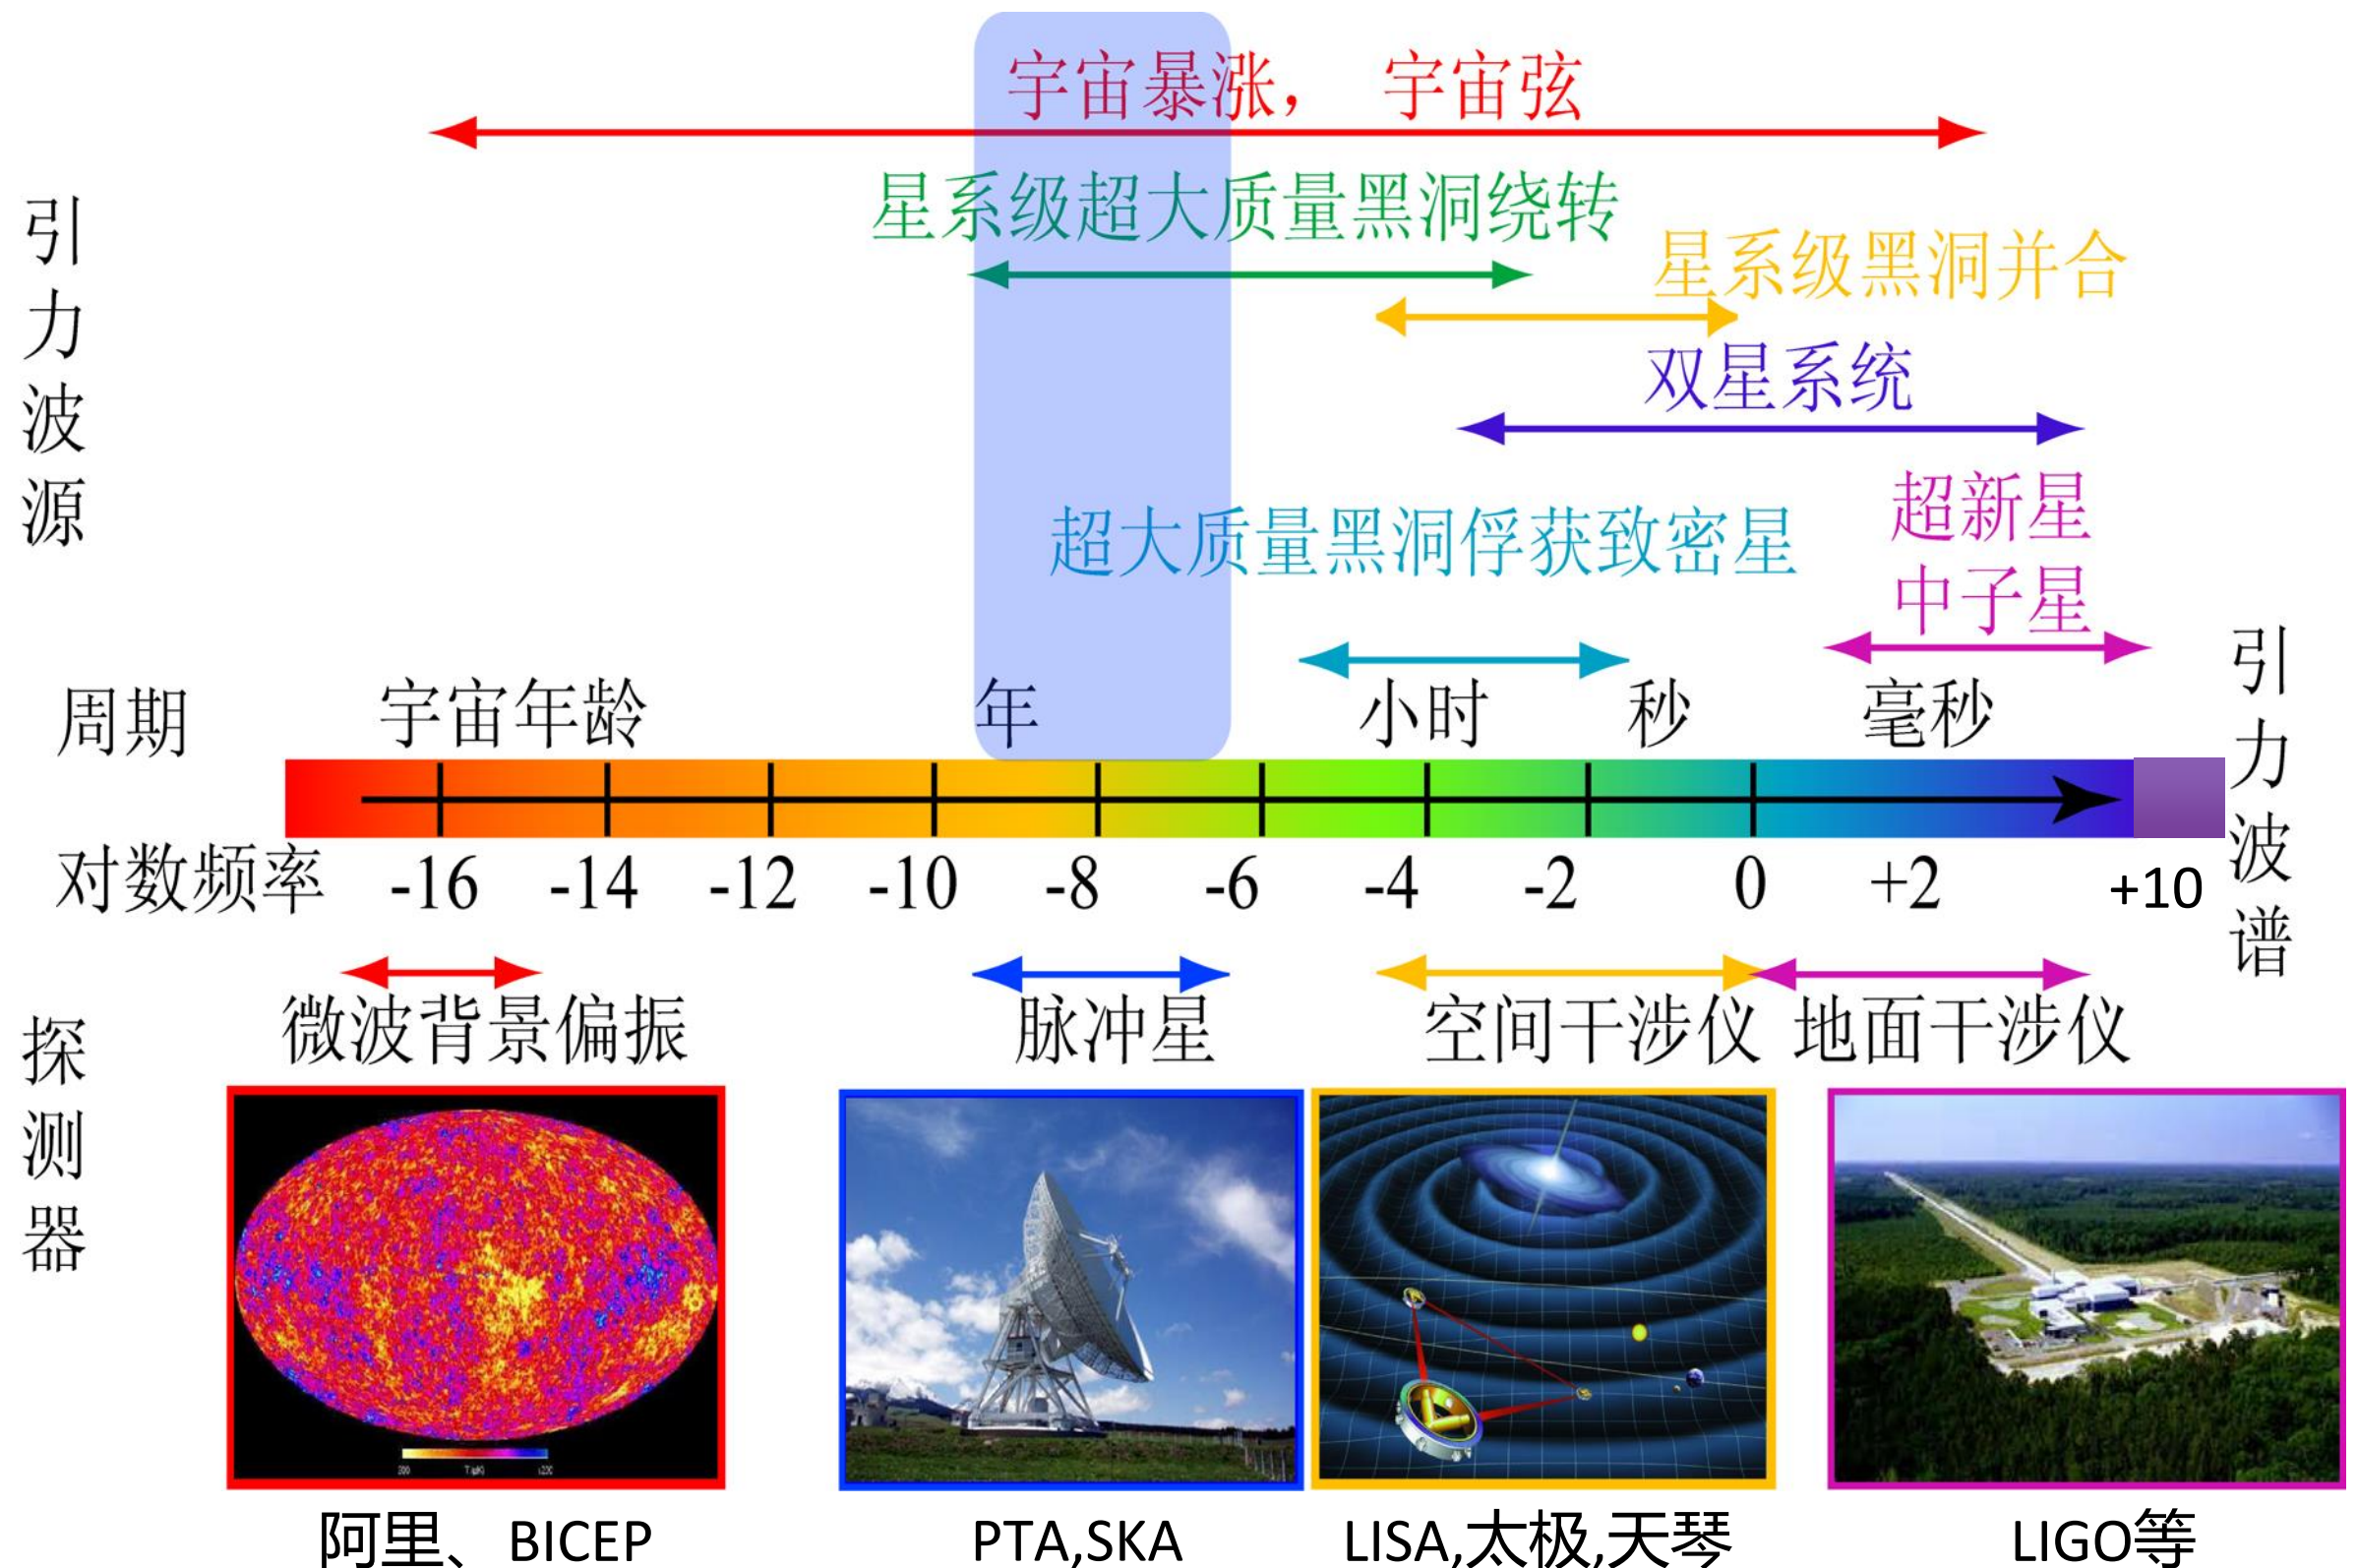 宇宙暴涨， 宇宙弦
星系级超大质量黑洞绕转
星系级黑洞并合
双星系统
超新星
中子星
超大质量黑洞俘获致密星
引力波源
周期 宇宙年龄 年 小时 秒 毫秒
对数频率 -16 -14 -12 -10 -8 -6 -4 -2 0 +2 +10
引力波谱
探测器
微波背景偏振 脉冲星 空间干涉仪 地面干涉仪
阿里、BICEP PTA,SKA LISA,太极,天琴 LIGO等